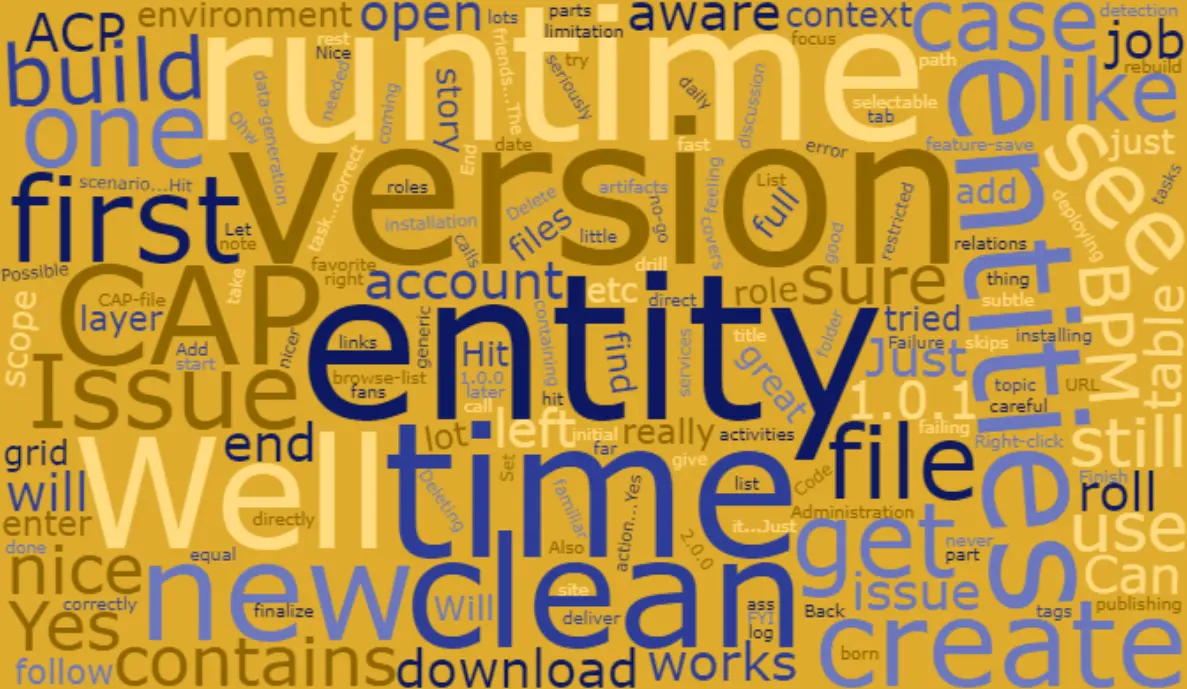 ACP
environment
open
lots
parts
limitation
aware
context
case
detection
job
rebuild
build
runtime
rest
Nice
friends...The
try
seriously
focus
path
like
one
data-generation
needed
coming
story
daily
discussion
selectable
tab
Ohw
date
End
fast
error
feature-save
entities
see
just
first
scenario...Hit
version
task...correct
roles
Delete
artifacts
List
full
add
deploying
tasks
Let
note
installation
files
little
no-go
feeling
covers
good
restricted
relations
Possible
CAP
CAP-file
take
favorite
right
calls
account
drill
etc
direct
role
sure
thing
subtle
BPM
scope
layer
Add
start
nicer
links
generic
entity
containing
find
services
title
great
folder
tried
Failure
skips
installing
table
Issue
browse-list
fans
Hit
1.0.0
later
call
hit
Just
topic
careful
URL
1.0.1
failing
grid
Well
end
lot
left
initial
far
really
activities
file
Right-click
still
Finish
roll
will
enter
directly
time
Deleting
Set
familiar
action...Yes
give
list
Code
Administration
it...Just
done
equal
Also
2.0.0
get
never
part
use
nice
correctly
new
finalize
clean
Will
site
deliver
ass
FYI
log
Back
issue
tags
Can
publishing
Yes
follow
contains
download
works
born
create